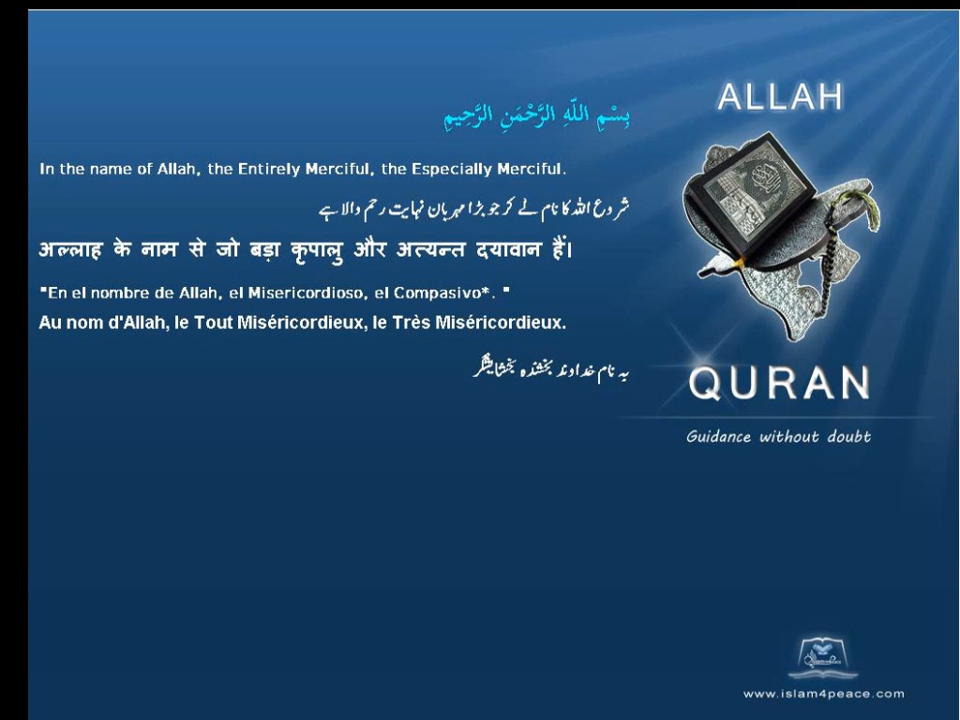 بِسْمِ اللّهِ الرَّحْمَنِ الرَّحِيمِ
In the name of Allah, the Entirely Merciful, the Especially Merciful.
شروع الله کا نام لے کر جو بڑا مہربان نہایت رحم والا ہے
अल्लाह के नाम से जो बड़ा कृपालु और अत्यन्त दयावान हैं।
"En el nombre de Allah, el Misericordioso, el Compasivo*. "
Au nom d'Allah, le Tout Miséricordieux, le Très Miséricordieux.
به نام خداوند بخشنده بخشایشگر
ALLAH
QURAN
Guidance without doubt
www.islam4peace.com